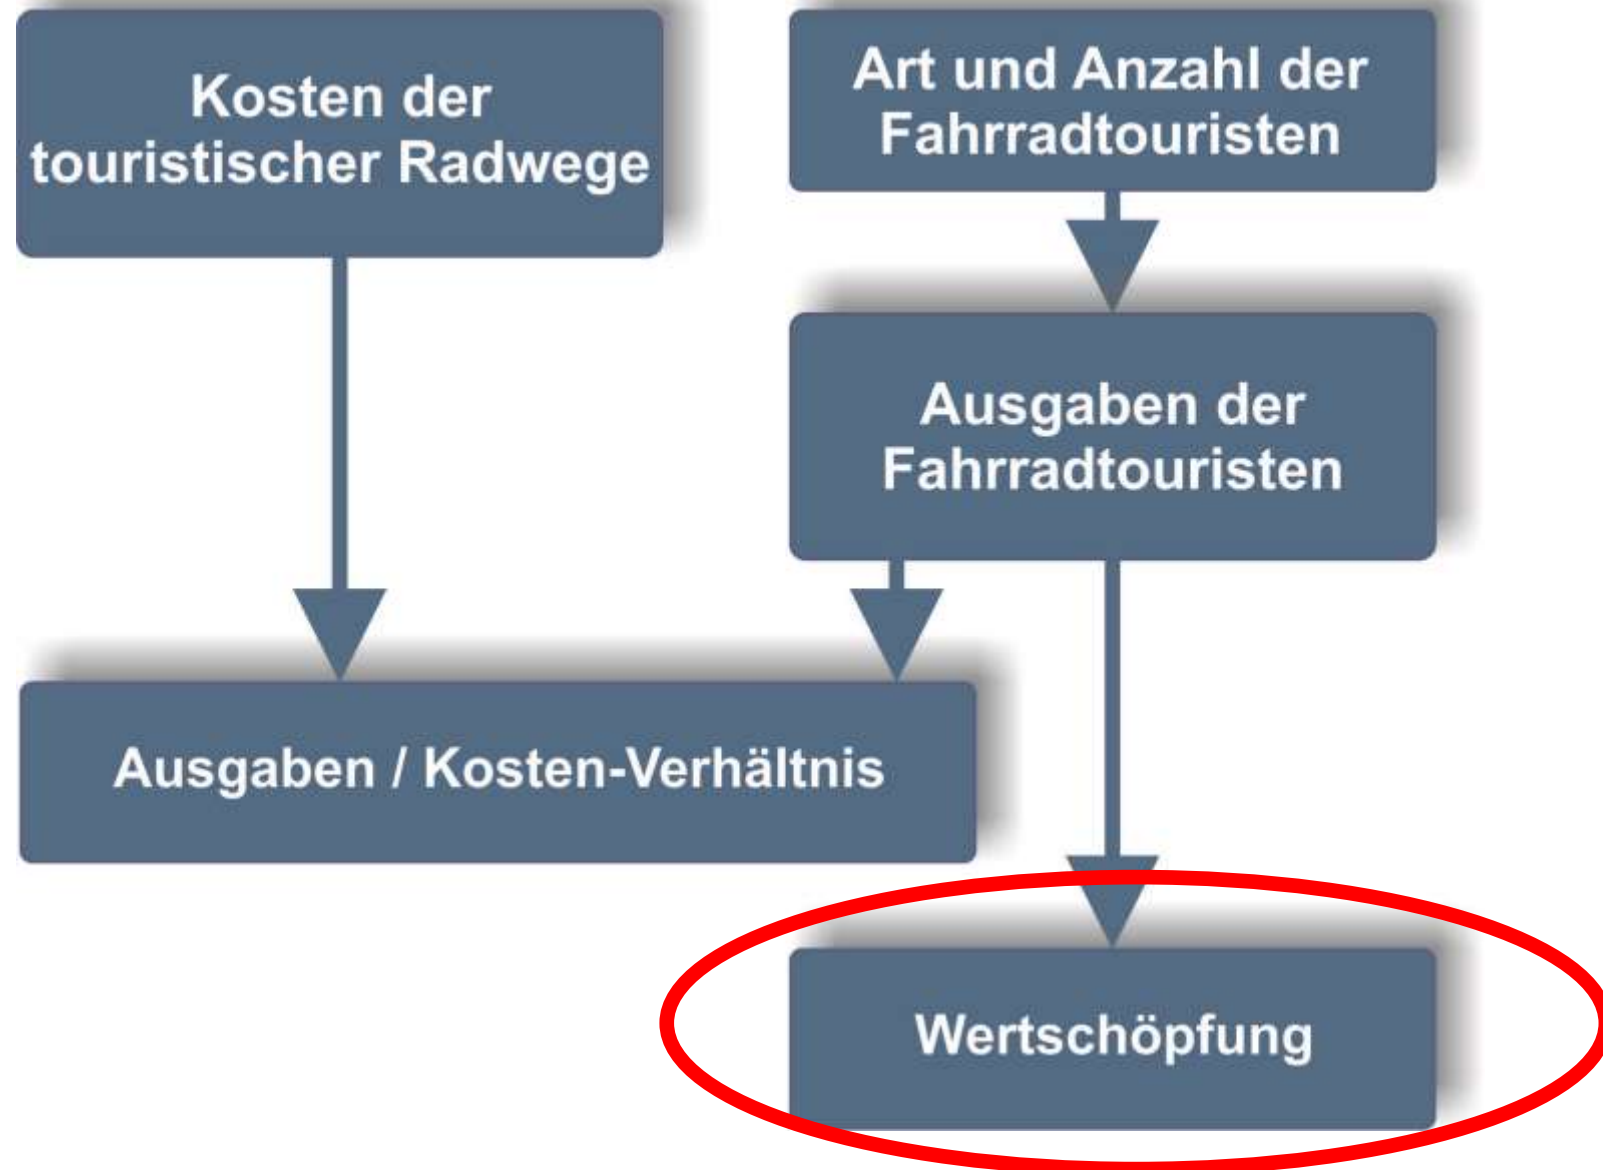 Kosten der
touristischer Radwege
Art und Anzahl der
Fahrradtouristen
Ausgaben der
Fahrradtouristen
Ausgaben / Kosten-Verhältnis
Wertschöpfung